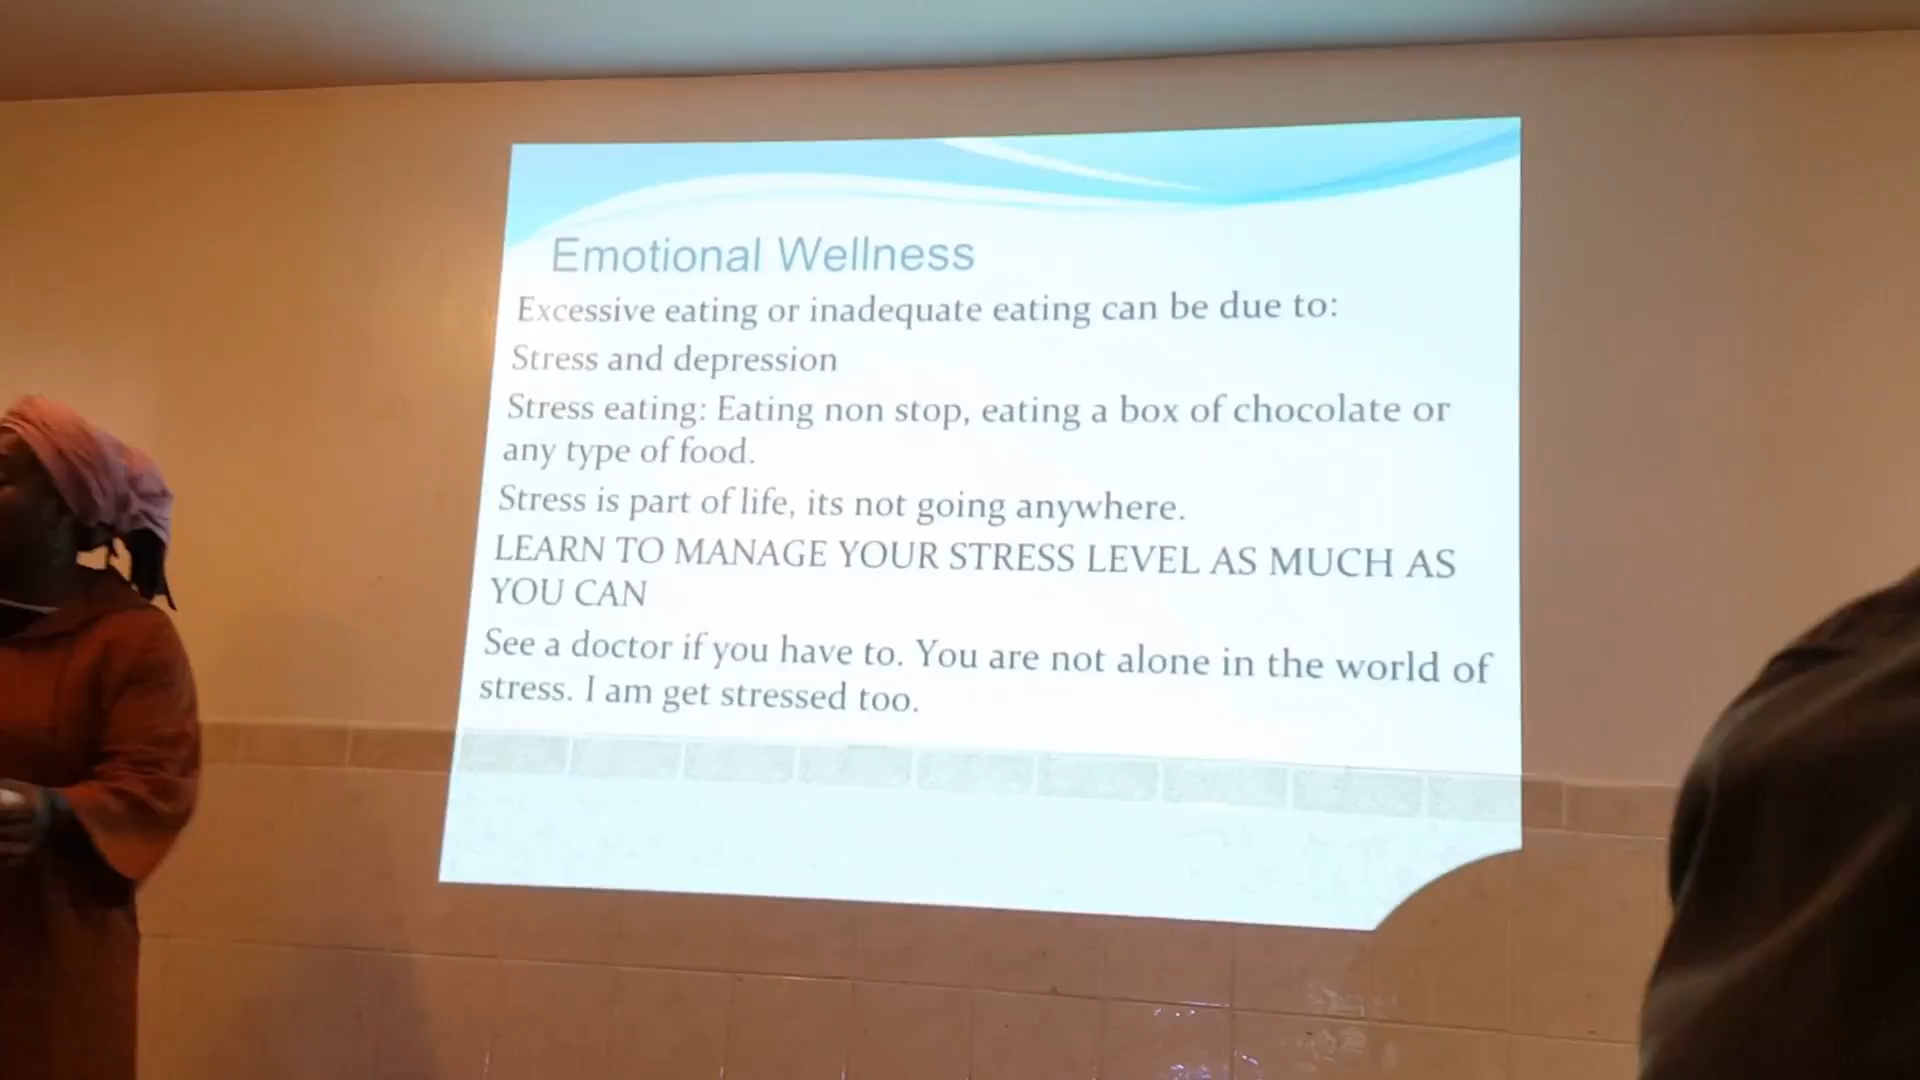 Emotional Wellness
Excessive eating or inadequate eating can be due to:
Stress and depression
Stress eating: Eating non stop, eating a box of chocolate or
any type of food.
Stress is part of life, its not going anywhere.
LEARN TO MANAGE YOUR STRESS LEVEL AS MUCH AS
YOU CAN
See a doctor if you have to. You are not alone in the world of
stress. I am get stressed too.